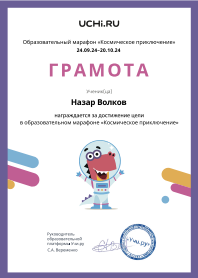 UCHi.RU
Образовательный марафон «Космическое приключение»
24.09.24–20.10.24
ГРАМОТА
Ученик(ца)
Назар Волков
награждается за достижение цели
в образовательном марафоне «Космическое приключение»
Руководитель
образовательной
платформы Учи.ру
«Учи.ру»